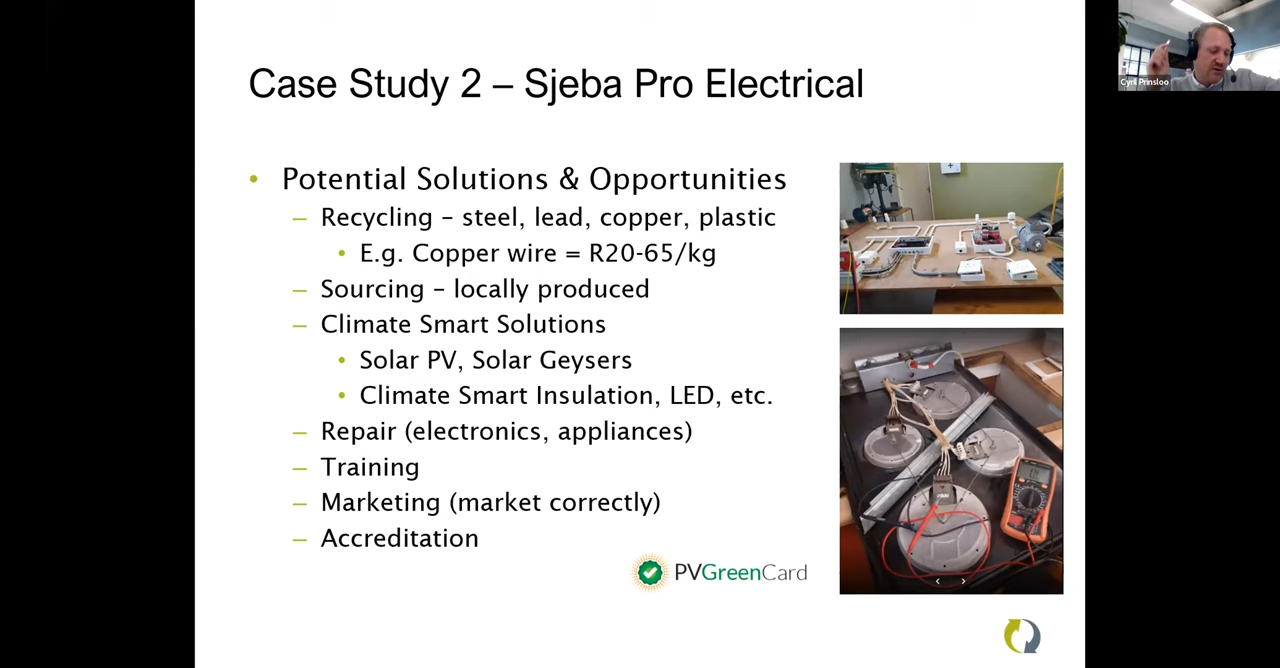 Case Study 2 – Sjeba Pro Electrical
Cyril Prinsloo
• Potential Solutions & Opportunities
– Recycling – steel, lead, copper, plastic
• E.g. Copper wire = R20-65/kg
– Sourcing – locally produced
– Climate Smart Solutions
• Solar PV, Solar Geysers
• Climate Smart Insulation, LED, etc.
– Repair (electronics, appliances)
– Training
– Marketing (market correctly)
– Accreditation
PVGreenCard